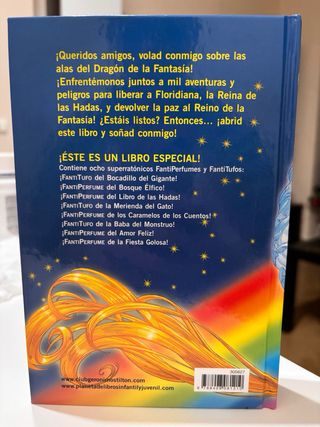 ¡Queridos amigos, volad conmigo sobre las
alas del Dragón de la Fantasía!
¡Enfrentémonos juntos a mil aventuras y
peligros para liberar a Floridiana, la Reina de
las Hadas, y devolver la paz al Reino de la
Fantasía! ¿Estáis listos? Entonces... ¡abrid
este libro y soñad conmigo!
¡ÉSTE ES UN LIBRO ESPECIAL!
Contiene ocho superratónicos FantiPerfumes y FantiTufos:
¡FANTITUFO del Bocadillo del Gigante!
¡FANTIPERFUME del Bosque Élfico!
¡FANTIPERFUME del Libro de las Hadas!
¡FANTITUFO de la Merienda del Gato!
¡FANTIPERFUME de los Caramelos de los Cuentos!
¡FANTITUFO de la Baba del Monstruo!
¡FANTIPERFUME del Amor Feliz!
¡FANTIPERFUME de la Fiesta Golosa!
www.clubgeronimostilton.com
www.planetadelibrosinfantilyjuvenil.com